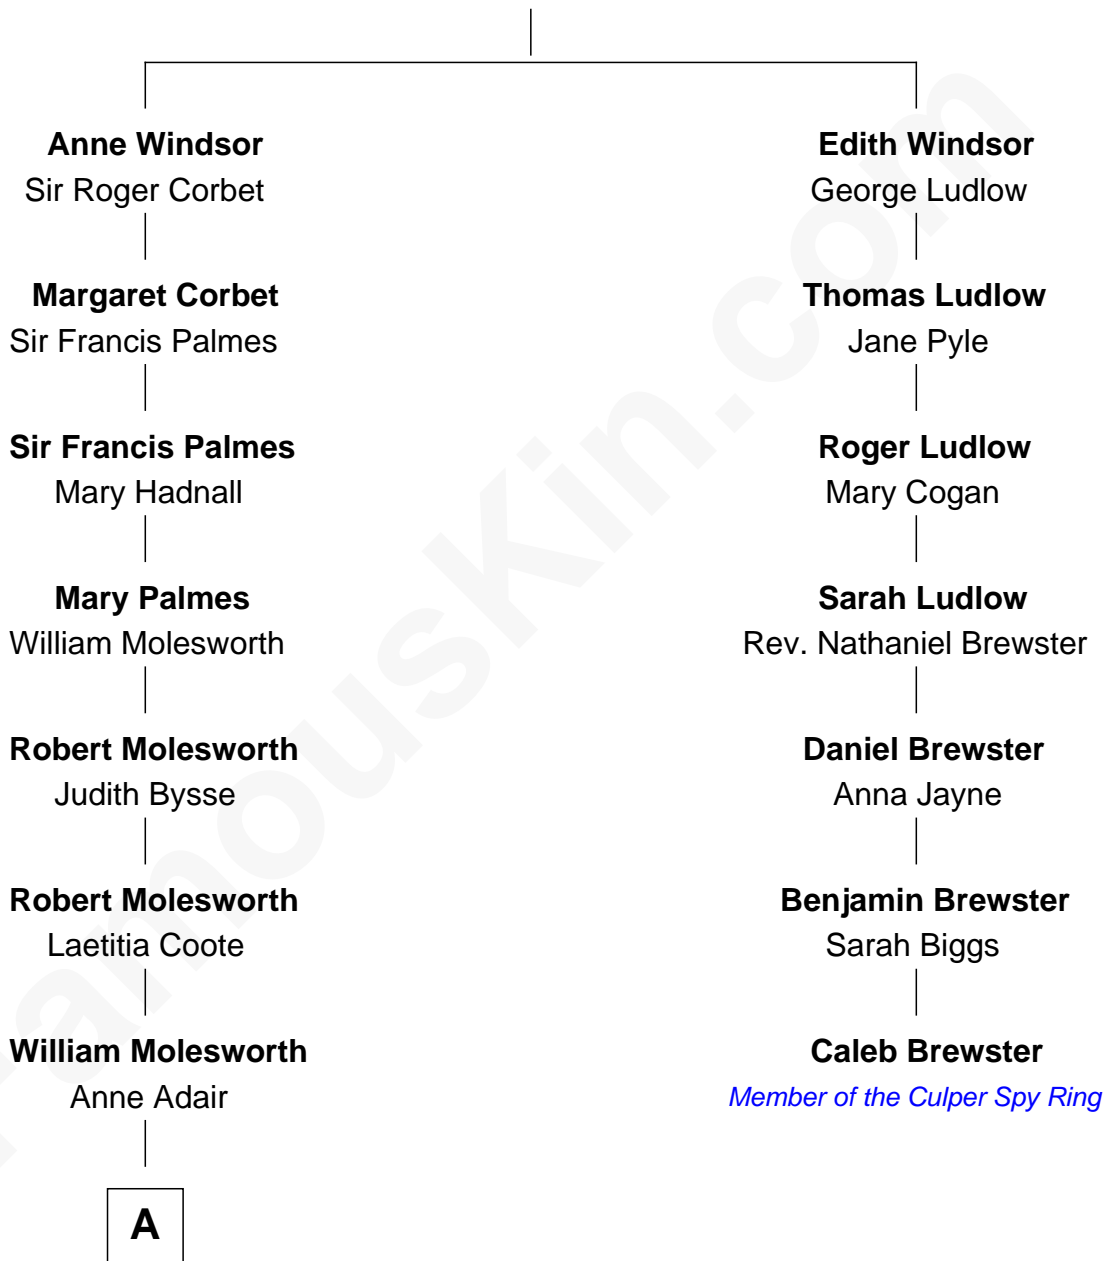 Anne Windsor
Sir Roger Corbet
Margaret Corbet
Sir Francis Palmes
Sir Francis Palmes
Mary Hadnall
Mary Palmes
William Molesworth
Robert Molesworth
Judith Bysse
Robert Molesworth
Laetitia Coote
William Molesworth
Anne Adair
A
Edith Windsor
George Ludlow
Thomas Ludlow
Jane Pyle
Roger Ludlow
Mary Cogan
Sarah Ludlow
Rev. Nathaniel Brewster
Daniel Brewster
Anna Jayne
Benjamin Brewster
Sarah Biggs
Caleb Brewster
Member of the Culper Spy Ring
FamousKin.com